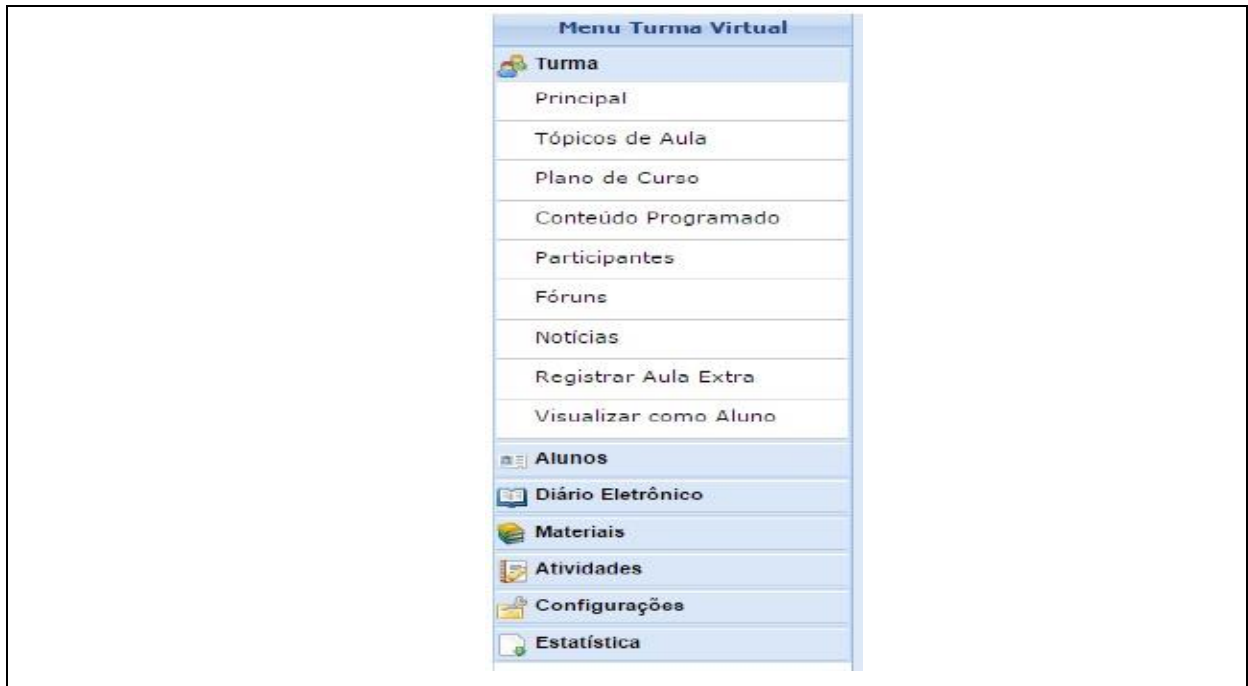 Menu Turma Virtual
Turma
Principal
Tópicos de Aula
Plano de Curso
Conteúdo Programado
Participantes
Fóruns
Notícias
Registrar Aula Extra
Visualizar como Aluno
Alunos
Diário Eletrônico
Materiais
Atividades
Configurações
Estatística